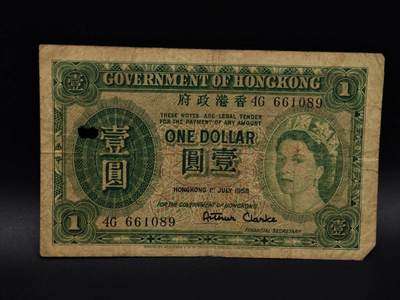 壹 GOVERNMENT OF HONGKONG 1
府政港香 4G 661089
THESE NOTES ARE LEGAL TENDER
FOR THE PAYMENT OF ANY AMOUNT
ONE DOLLAR
壹圓
圓壹
HONGKONG 1ST JULY 1958
FOR THE GOVERNMENT OF HONGKONG
1 4G 661089 Arthur Clarke 壹
FINANCIAL SECRETARY